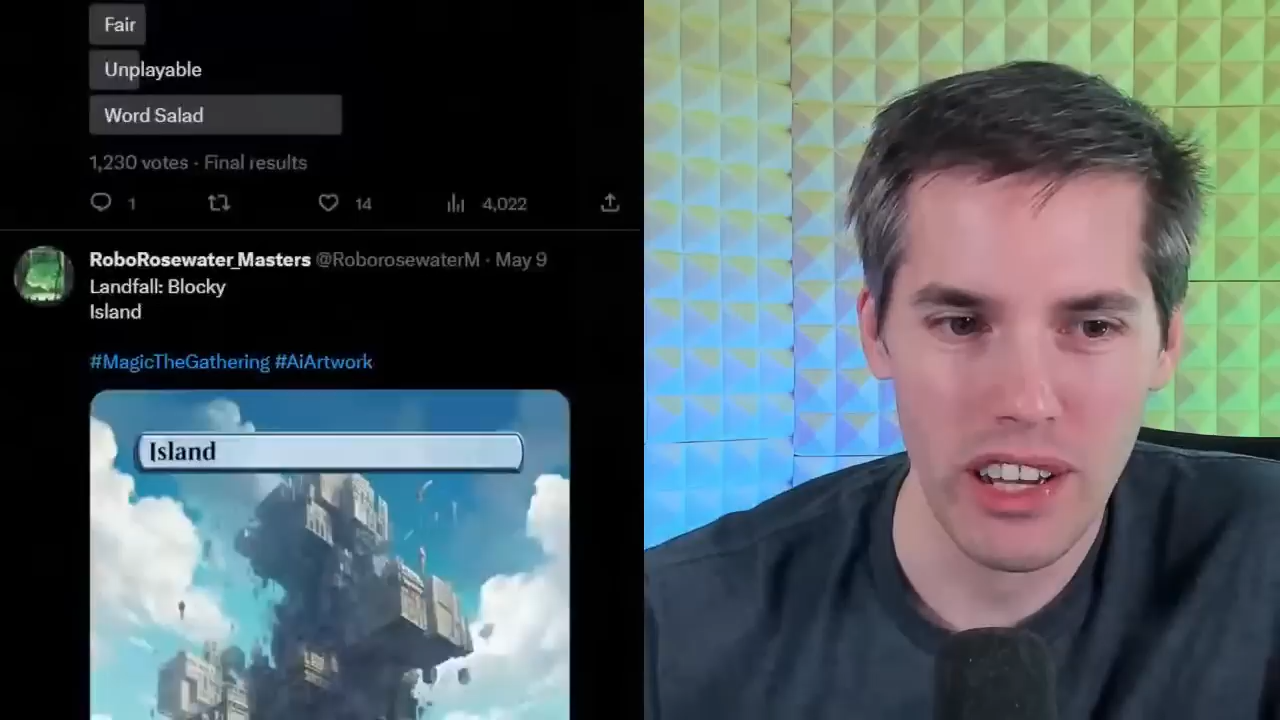 Fair
Unplayable
Word Salad
1,230 votes · Final results
1 14 4,022
RoboRosewater_Masters @RoborosewaterM · May 9
Landfall: Blocky
Island
#MagicTheGathering #AiArtwork
Island